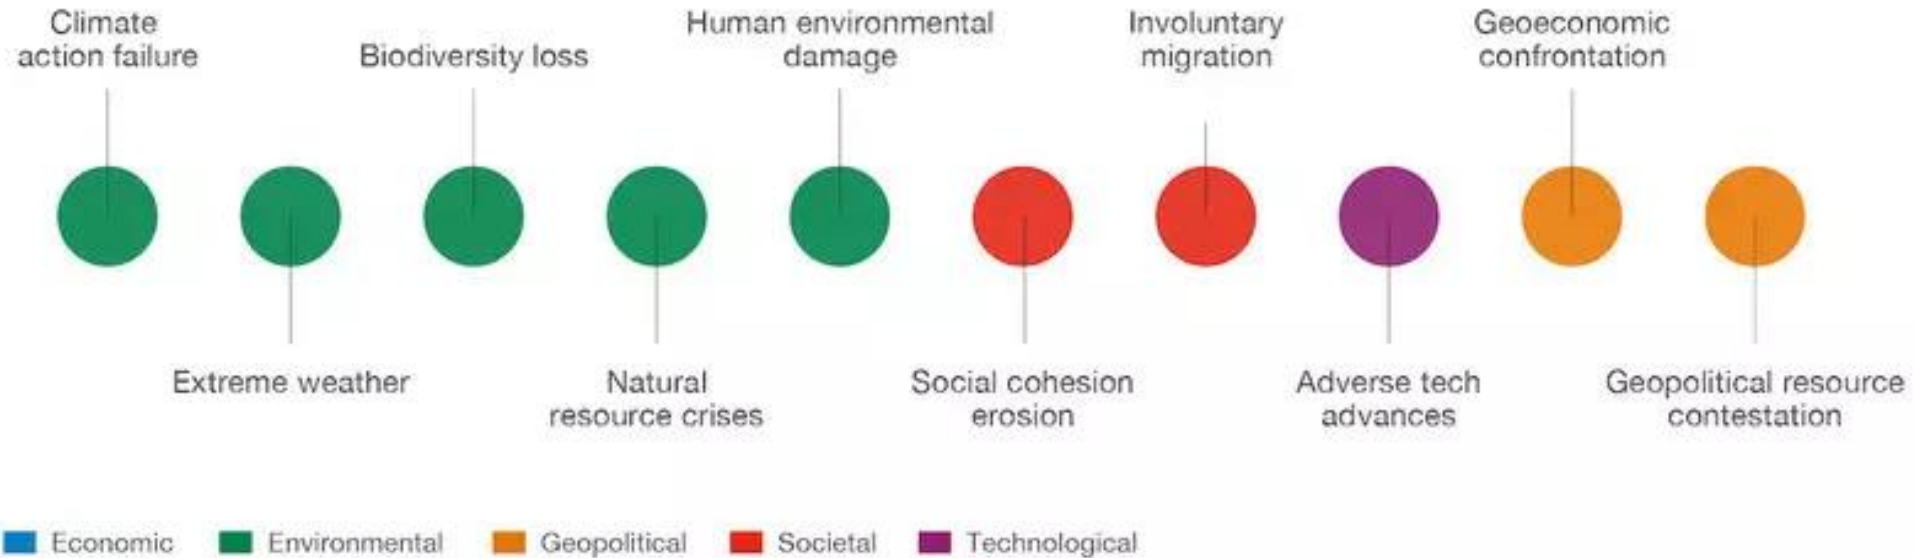 Climate
action failure
Biodiversity loss
Human environmental
damage
Involuntary
migration
Geoeconomic
confrontation
Extreme weather
Natural
resource crises
Social cohesion
erosion
Adverse tech
advances
Geopolitical resource
contestation
Economic
Environmental
Geopolitical
Societal
Technological